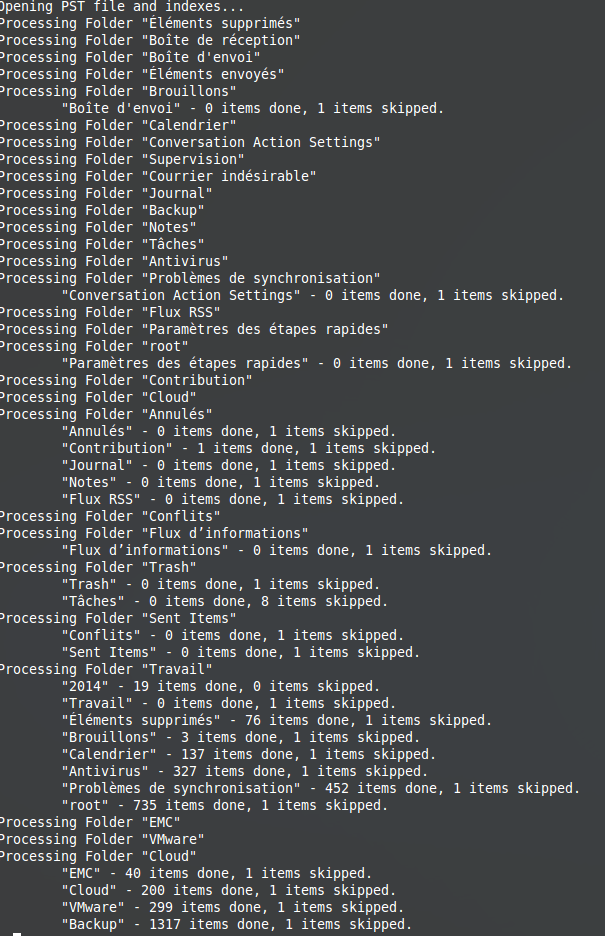 Opening PST file and indexes...
Processing Folder "Éléments supprimés"
Processing Folder "Boîte de réception"
Processing Folder "Boîte d'envoi"
Processing Folder "Éléments envoyés"
Processing Folder "Brouillons"
"Boîte d'envoi" - 0 items done, 1 items skipped.
Processing Folder "Calendrier"
Processing Folder "Conversation Action Settings"
Processing Folder "Supervision"
Processing Folder "Courrier indésirable"
Processing Folder "Journal"
Processing Folder "Backup"
Processing Folder "Notes"
Processing Folder "Tâches"
Processing Folder "Antivirus"
Processing Folder "Problèmes de synchronisation"
"Conversation Action Settings" - 0 items done, 1 items skipped.
Processing Folder "Flux RSS"
Processing Folder "Paramètres des étapes rapides"
Processing Folder "root"
"Paramètres des étapes rapides" - 0 items done, 1 items skipped.
Processing Folder "Contribution"
Processing Folder "Cloud"
Processing Folder "Annulés"
"Annulés" - 0 items done, 1 items skipped.
"Contribution" - 1 items done, 1 items skipped.
"Journal" - 0 items done, 1 items skipped.
"Notes" - 0 items done, 1 items skipped.
"Flux RSS" - 0 items done, 1 items skipped.
Processing Folder "Conflits"
Processing Folder "Flux d’informations"
"Flux d’informations" - 0 items done, 1 items skipped.
Processing Folder "Trash"
"Trash" - 0 items done, 1 items skipped.
"Tâches" - 0 items done, 8 items skipped.
Processing Folder "Sent Items"
"Conflits" - 0 items done, 1 items skipped.
"Sent Items" - 0 items done, 1 items skipped.
Processing Folder "Travail"
"2014" - 19 items done, 0 items skipped.
"Travail" - 0 items done, 1 items skipped.
"Éléments supprimés" - 76 items done, 1 items skipped.
"Brouillons" - 3 items done, 1 items skipped.
"Calendrier" - 137 items done, 1 items skipped.
"Antivirus" - 327 items done, 1 items skipped.
"Problèmes de synchronisation" - 452 items done, 1 items skipped.
"root" - 735 items done, 1 items skipped.
Processing Folder "EMC"
Processing Folder "VMware"
Processing Folder "Cloud"
"EMC" - 40 items done, 1 items skipped.
"Cloud" - 200 items done, 1 items skipped.
"VMware" - 299 items done, 1 items skipped.
"Backup" - 1317 items done, 1 items skipped.